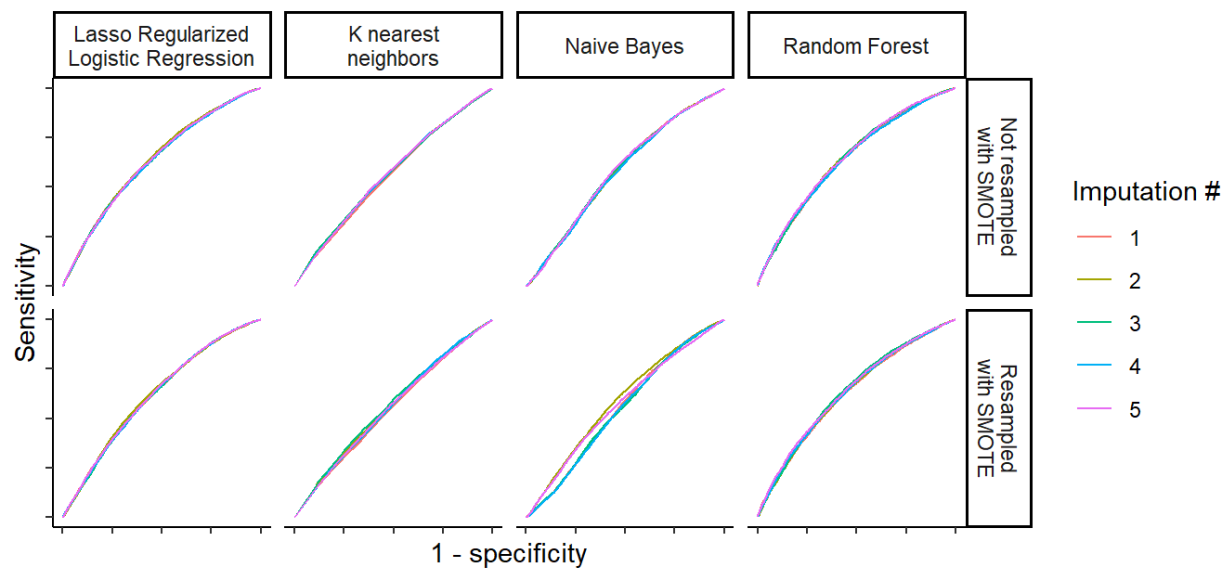 Lasso Regularized
Logistic Regression
K nearest
neighbors
Naive Bayes
Random Forest
Not resampled
with SMOTE
Resampled
with SMOTE
Sensitivity
1 - specificity
Imputation #
1
2
3
4
5